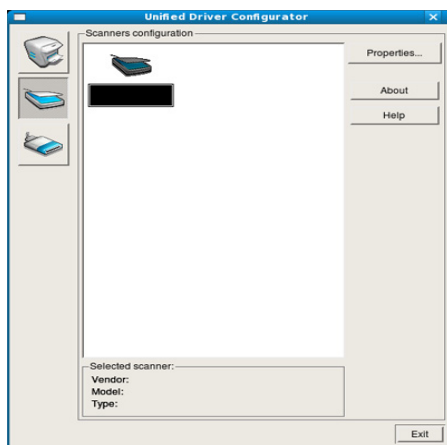 Unified Driver Configurator
Scanners configuration
Properties...
About
Help
Selected scanner:
Vendor:
Model:
Type:
Exit